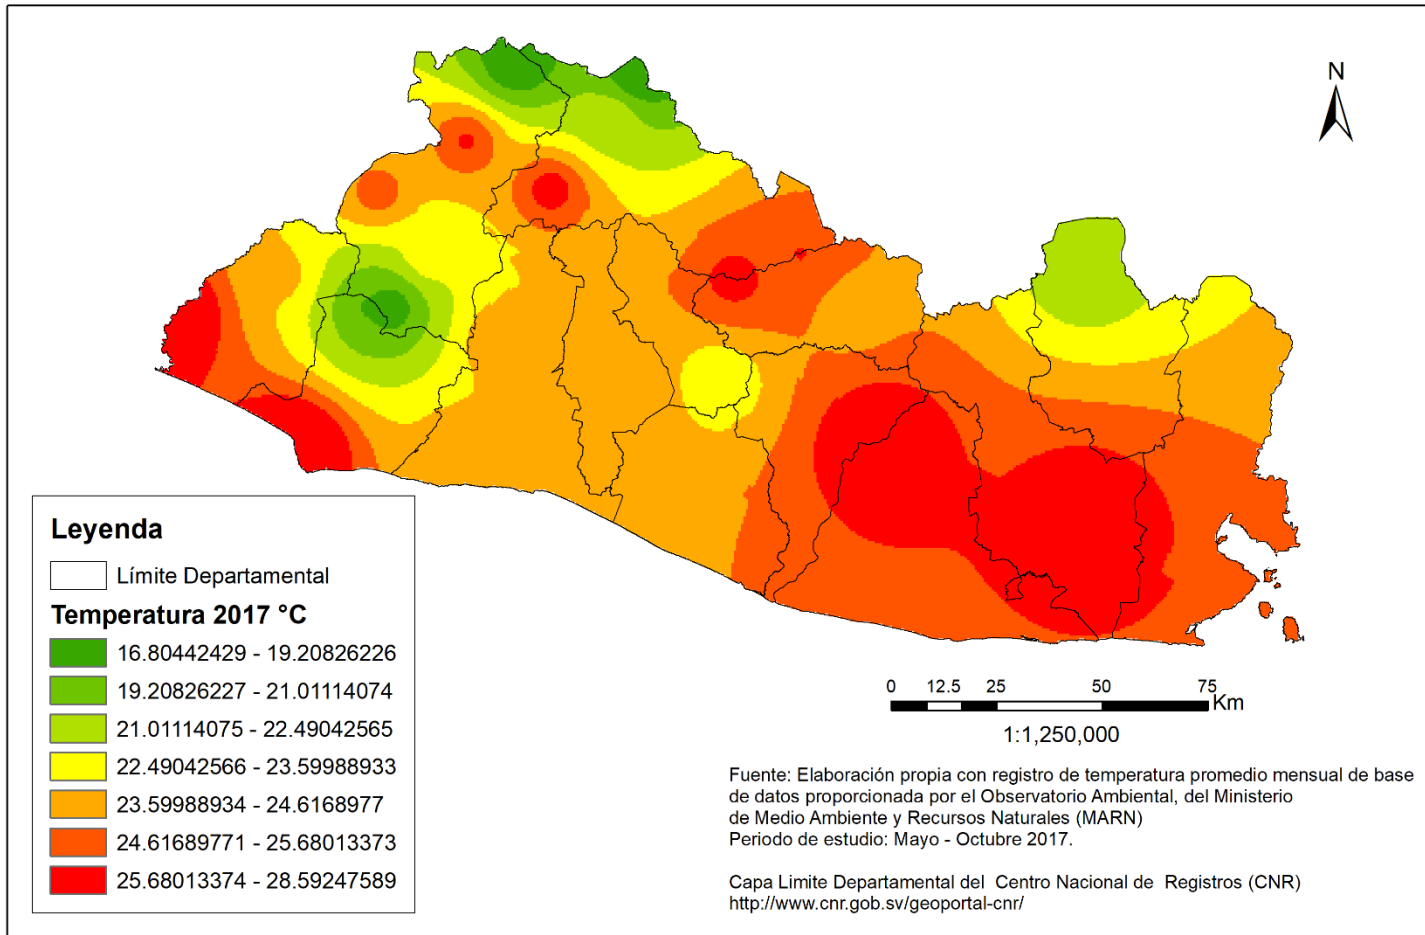 N
Leyenda
Límite Departamental
Temperatura 2017 °C
16.80442429 - 19.20826226
19.20826227 - 21.01114074
21.01114075 - 22.49042565
22.49042566 - 23.59988933
23.59988934 - 24.6168977
24.61689771 - 25.68013373
25.68013374 - 28.59247589
0 12.5 25 50 75
Km
1:1,250,000
Fuente: Elaboración propia con registro de temperatura promedio mensual de base
de datos proporcionada por el Observatorio Ambiental, del Ministerio
de Medio Ambiente y Recursos Naturales (MARN)
Periodo de estudio: Mayo - Octubre 2017.
Capa Limite Departamental del Centro Nacional de Registros (CNR)
http://www.cnr.gob.sv/geoportal-cnr/